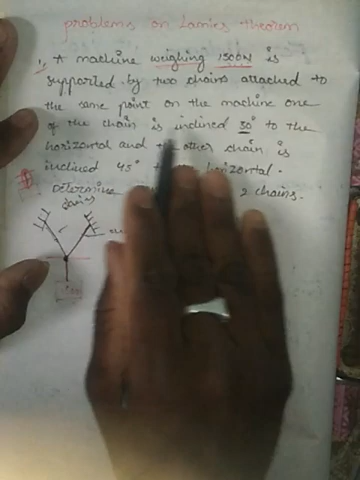 problems on Lamies theorem
1, A machine weighing 1500N is
supported by two chains attached to
the same point on the machine one
of the chain is inclined 30° to the
horizontal and the other chain is
inclined 45° horizontal.
Determine 2 chains.